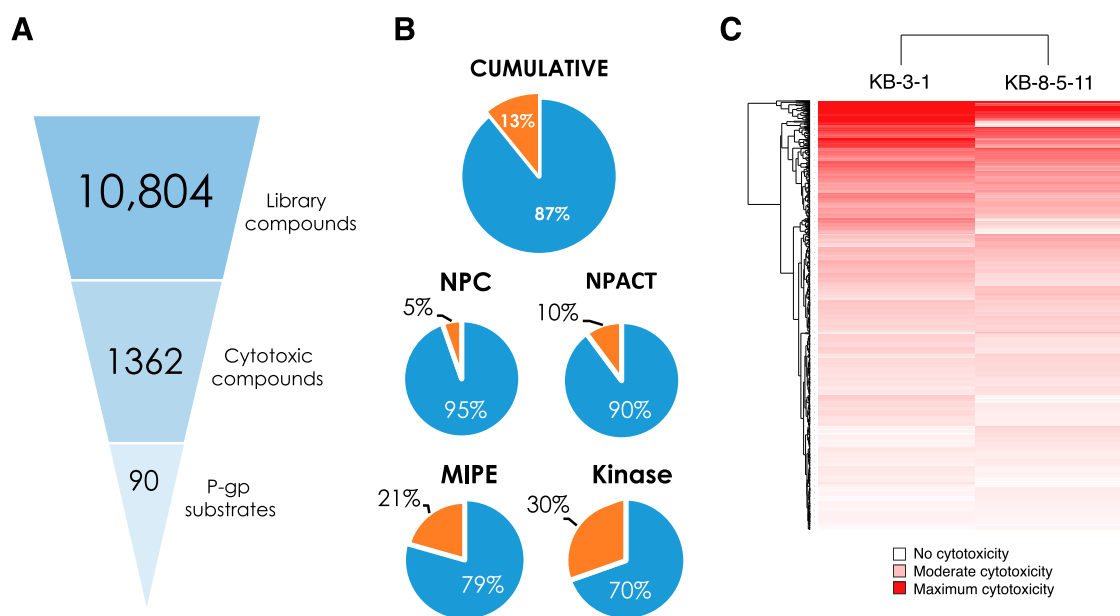 A
10,804
Library
compounds
1362
Cytotoxic
compounds
90
P-gp
substrates
B
CUMULATIVE
13%
87%
NPC
5%
95%
NPACT
10%
90%
MIPE
21%
79%
Kinase
30%
70%
C
KB-3-1
KB-8-5-11
No cytotoxicity
Moderate cytotoxicity
Maximum cytotoxicity